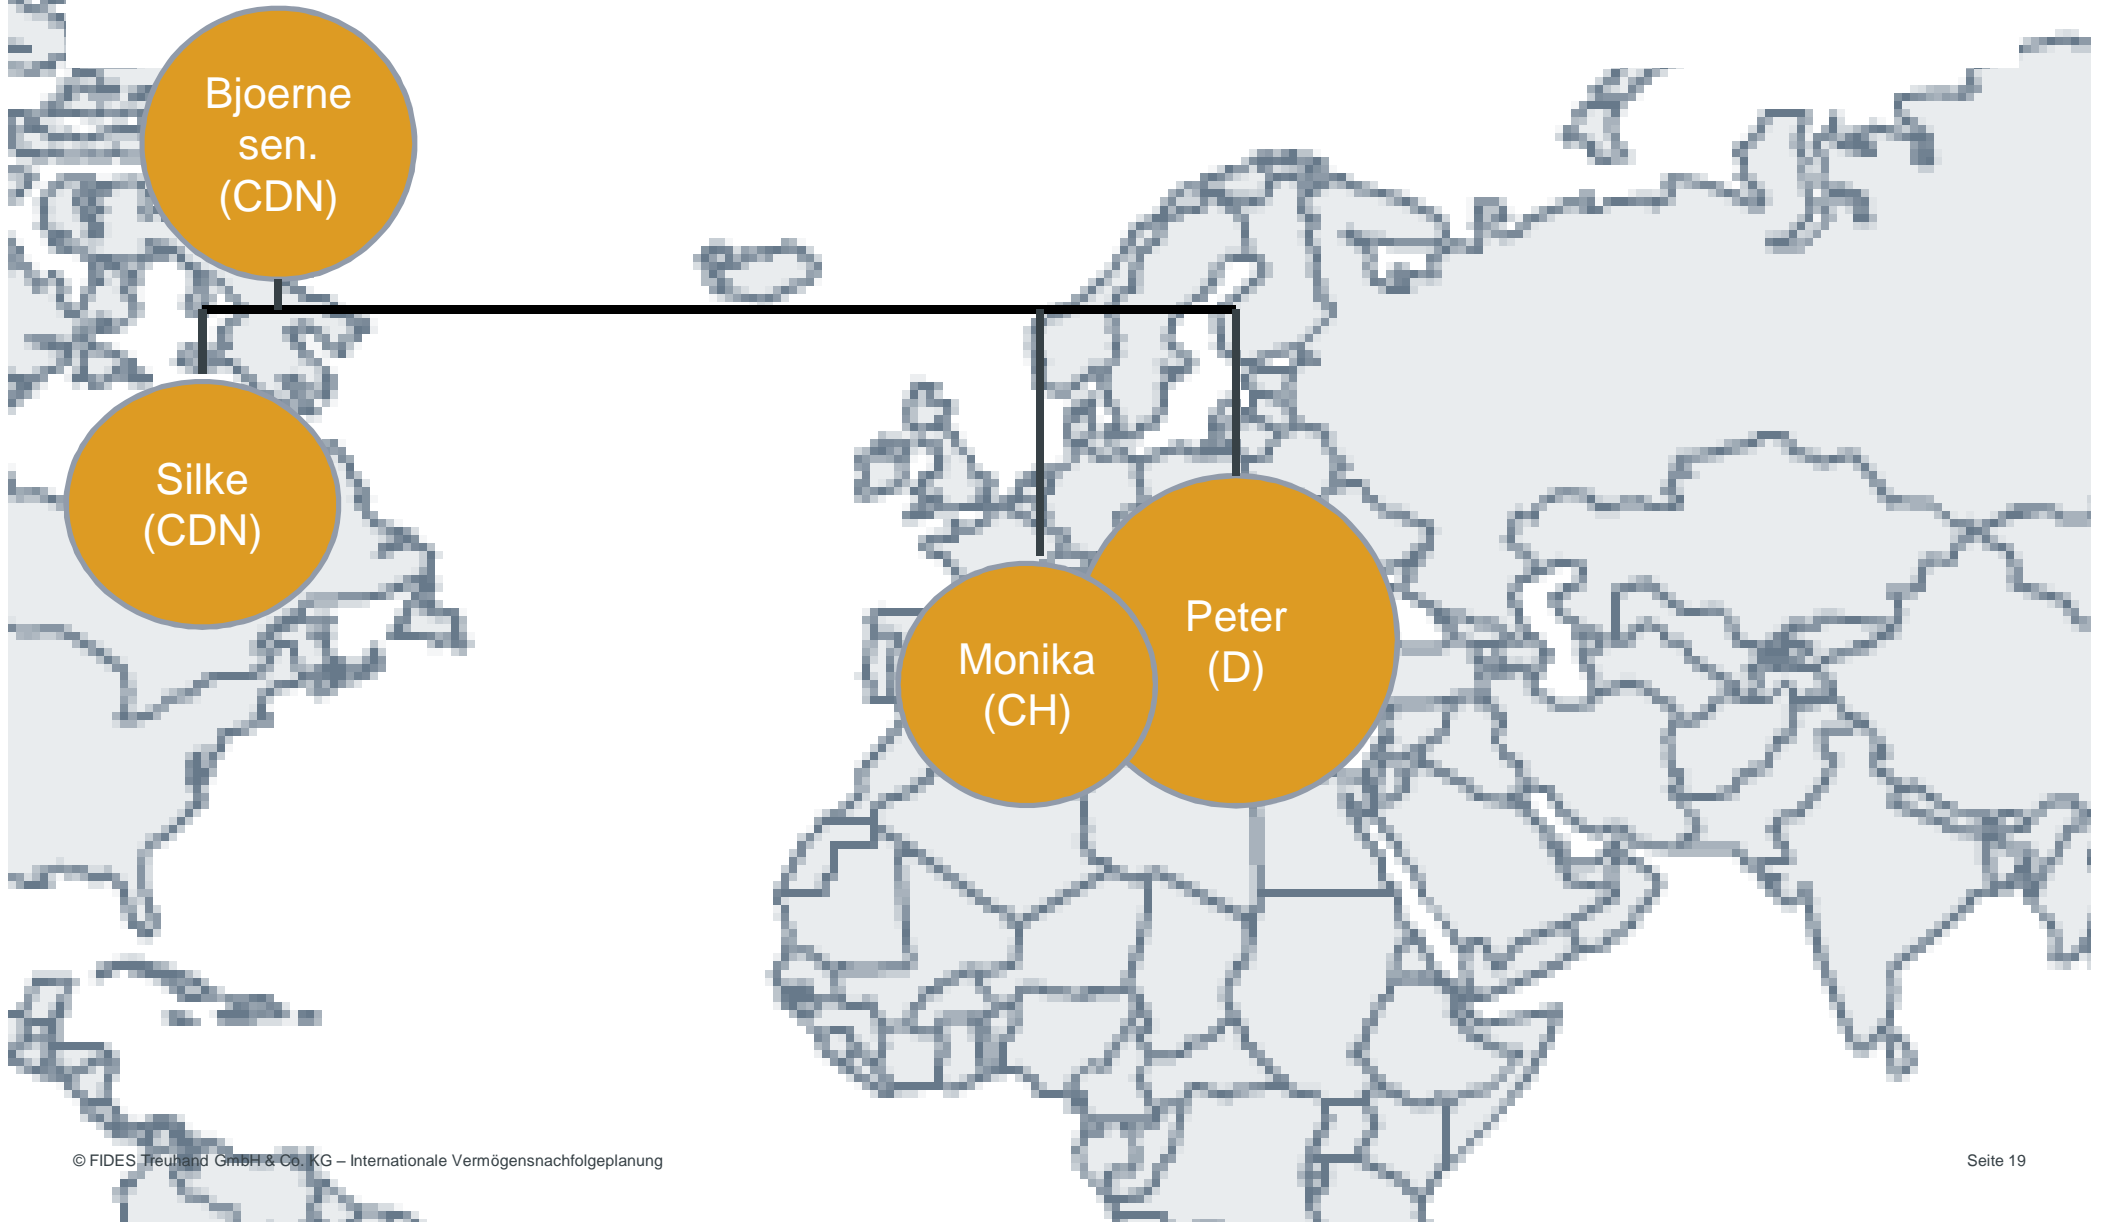 Bjoerne
sen.
(CDN)
Silke
(CDN)
Monika
(CH)
Peter
(D)
© FIDES Treuhand GmbH & Co. KG – Internationale Vermögensnachfolgeplanung
Seite 19